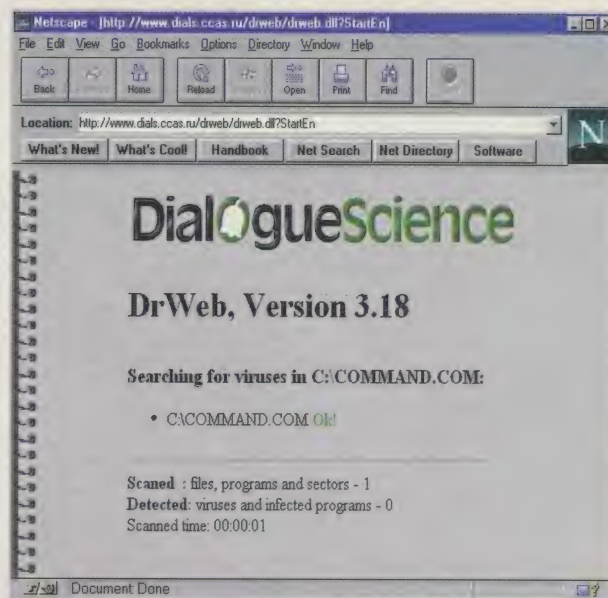 Netscape - [http://www.dials.ccas.ru/drweb/drweb.dll?StartEn]
File Edit View Go Bookmarks Options Directory Window Help
Back Home Reload Open Print Find
Location: http://www.dials.ccas.ru/drweb/drweb.dll?StartEn
What's New! What's Cool! Handbook Net Search Net Directory Software
N
DialogueScience
DrWeb, Version 3.18
Searching for viruses in C:\COMMAND.COM:
• C:\COMMAND.COM Ok!
Scaned : files, programs and sectors - 1
Detected: viruses and infected programs - 0
Scanned time: 00:00:01
Document: Done